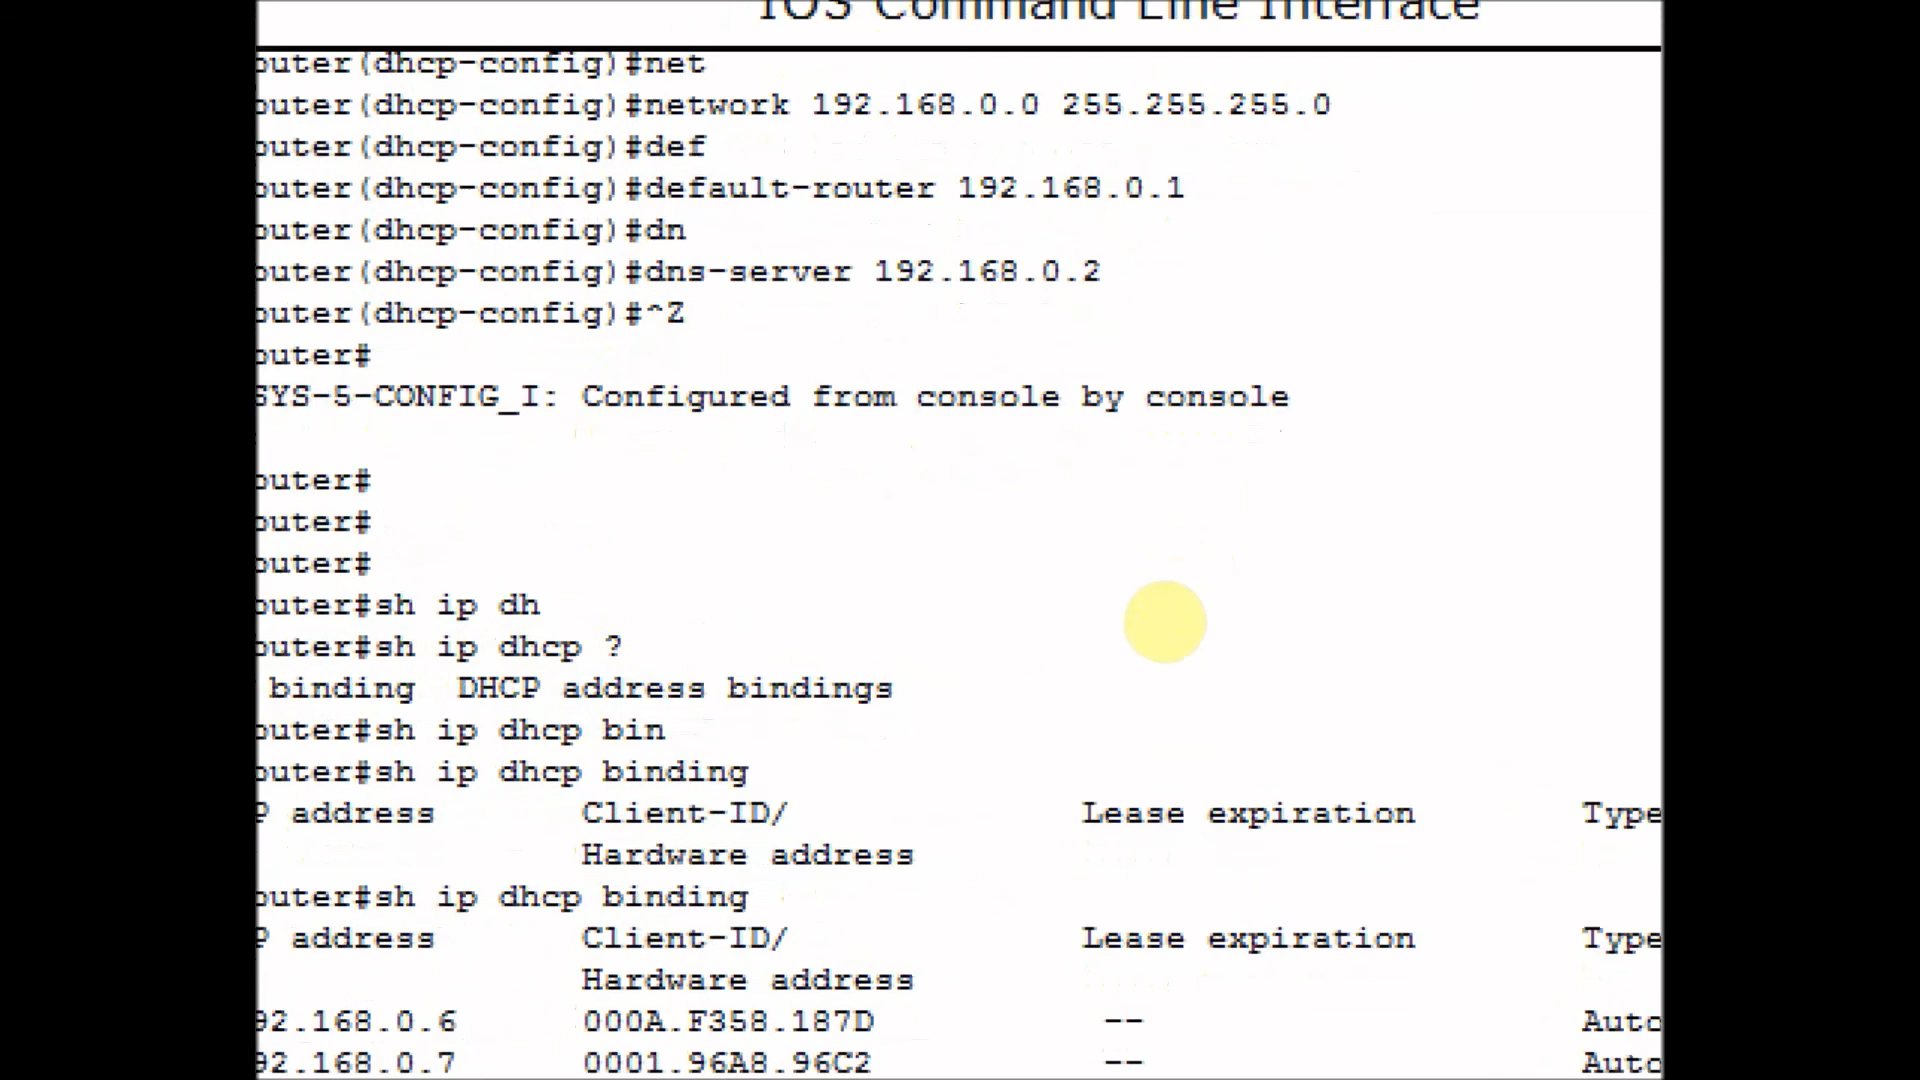 IOS Command Line Interface
outer(dhcp-config)#net
outer(dhcp-config)#network 192.168.0.0 255.255.255.0
outer(dhcp-config)#def
outer(dhcp-config)#default-router 192.168.0.1
outer(dhcp-config)#dn
outer(dhcp-config)#dns-server 192.168.0.2
outer(dhcp-config)#^Z
outer#
SYS-5-CONFIG_I: Configured from console by console
outer#
outer#
outer#
outer#sh ip dh
outer#sh ip dhcp ?
binding  DHCP address bindings
outer#sh ip dhcp bin
outer#sh ip dhcp binding
P address Client-ID/ Lease expiration Type
Hardware address
outer#sh ip dhcp binding
P address Client-ID/ Lease expiration Type
Hardware address
92.168.0.6 000A.F358.187D -- Auto
92.168.0.7 0001.96A8.96C2 -- Auto